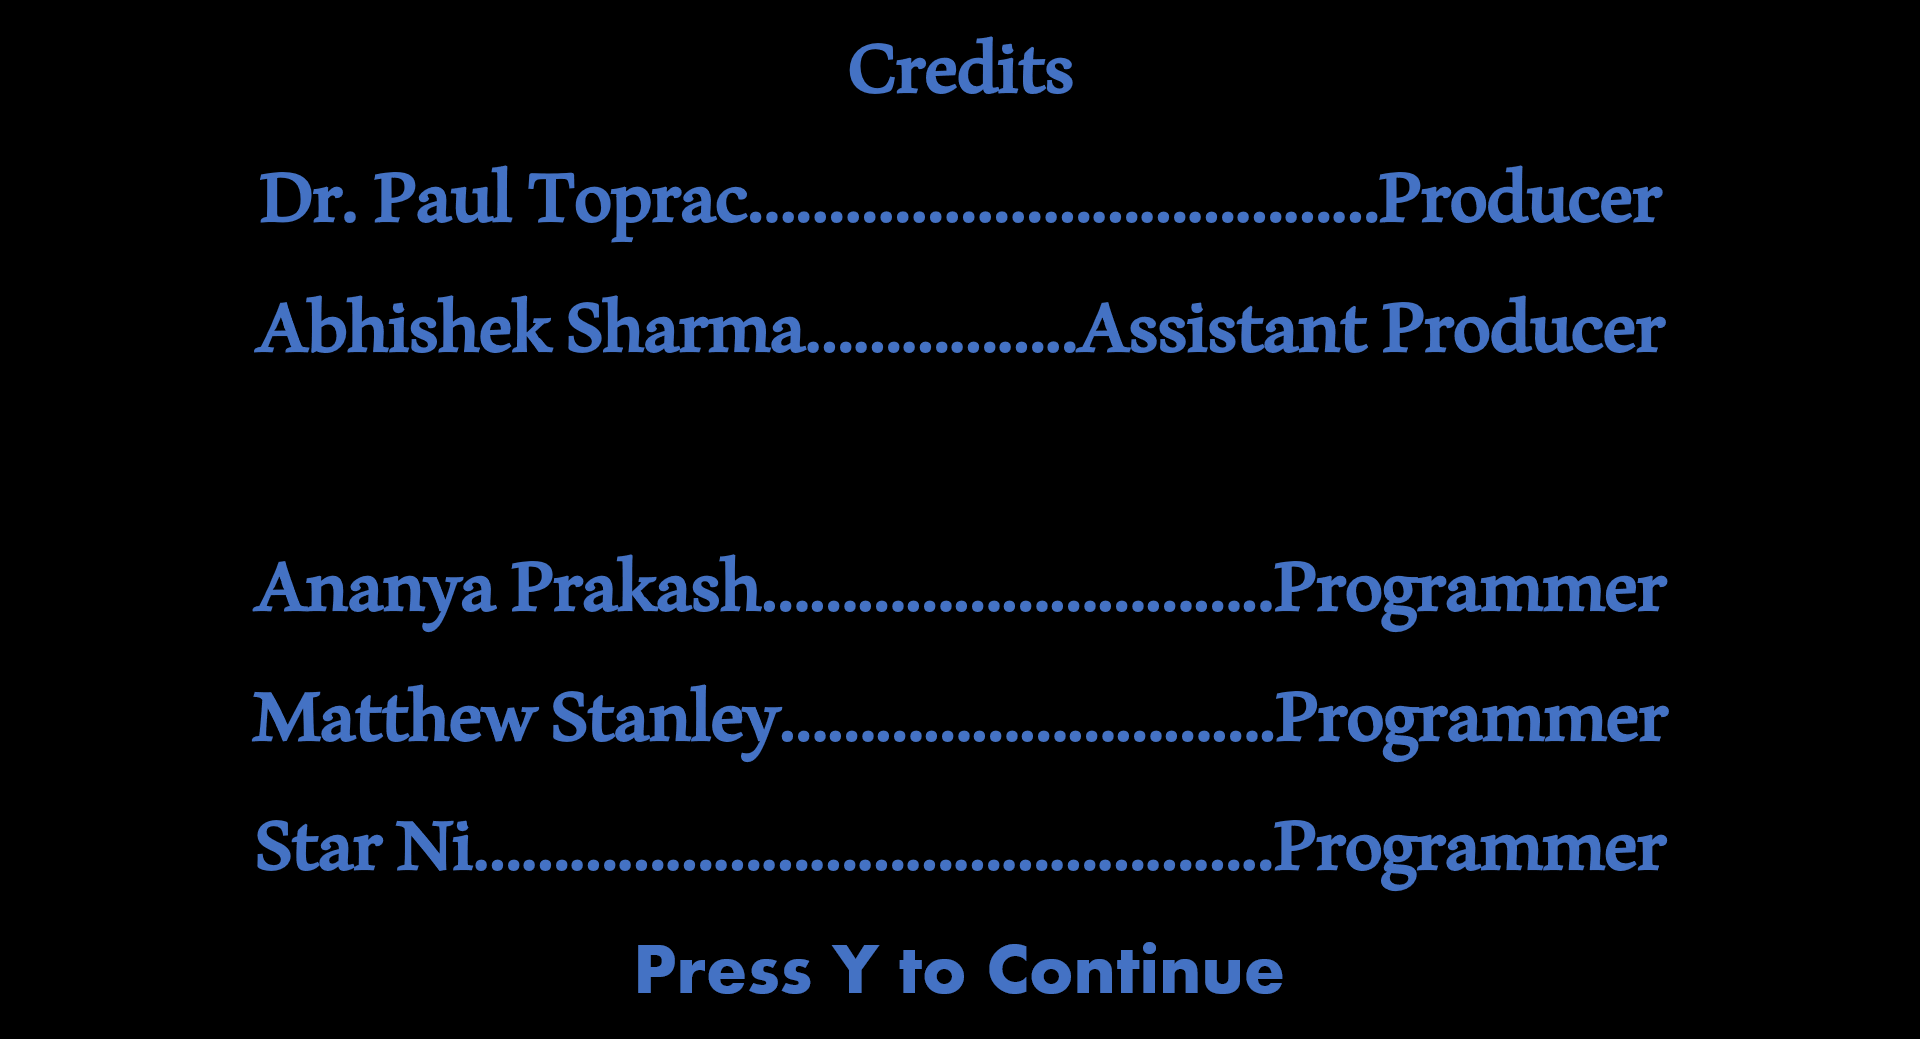 Credits
Dr. Paul Toprac.......................................Producer
Abhishek Sharma.................Assistant Producer
Ananya Prakash................................Programmer
Matthew Stanley...............................Programmer
Star Ni..................................................Programmer
Press Y to Continue